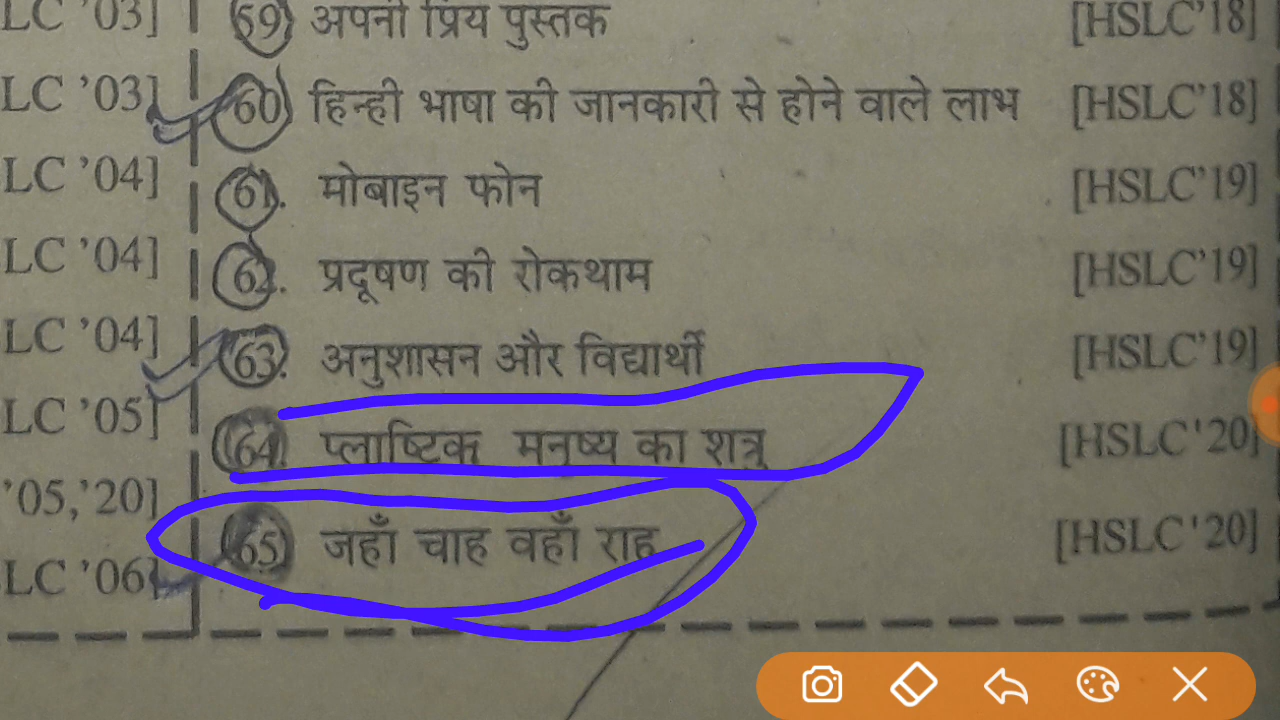 LC '03] 59) अपनी प्रिय पुस्तक [HSLC'18]
LC '03] 60) हिन्ही भाषा की जानकारी से होने वाले लाभ [HSLC'18]
LC '04] 61. मोबाइन फोन [HSLC'19]
LC '04] 62. प्रदूषण की रोकथाम [HSLC'19]
LC '04] 63. अनुशासन और विद्यार्थी [HSLC'19]
LC '05] 64. प्लाष्टिक मनुष्य का शत्रु [HSLC'20]
'05,'20] 65) जहाँ चाह वहाँ राह [HSLC'20]
LC '06]